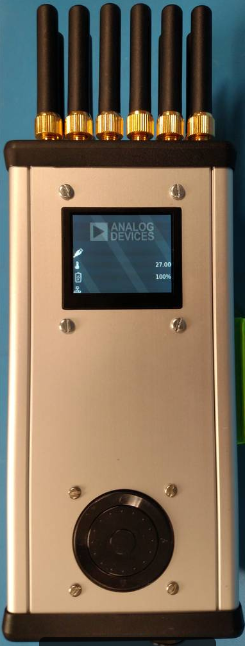 ANALOG
DEVICES
27.00
100%